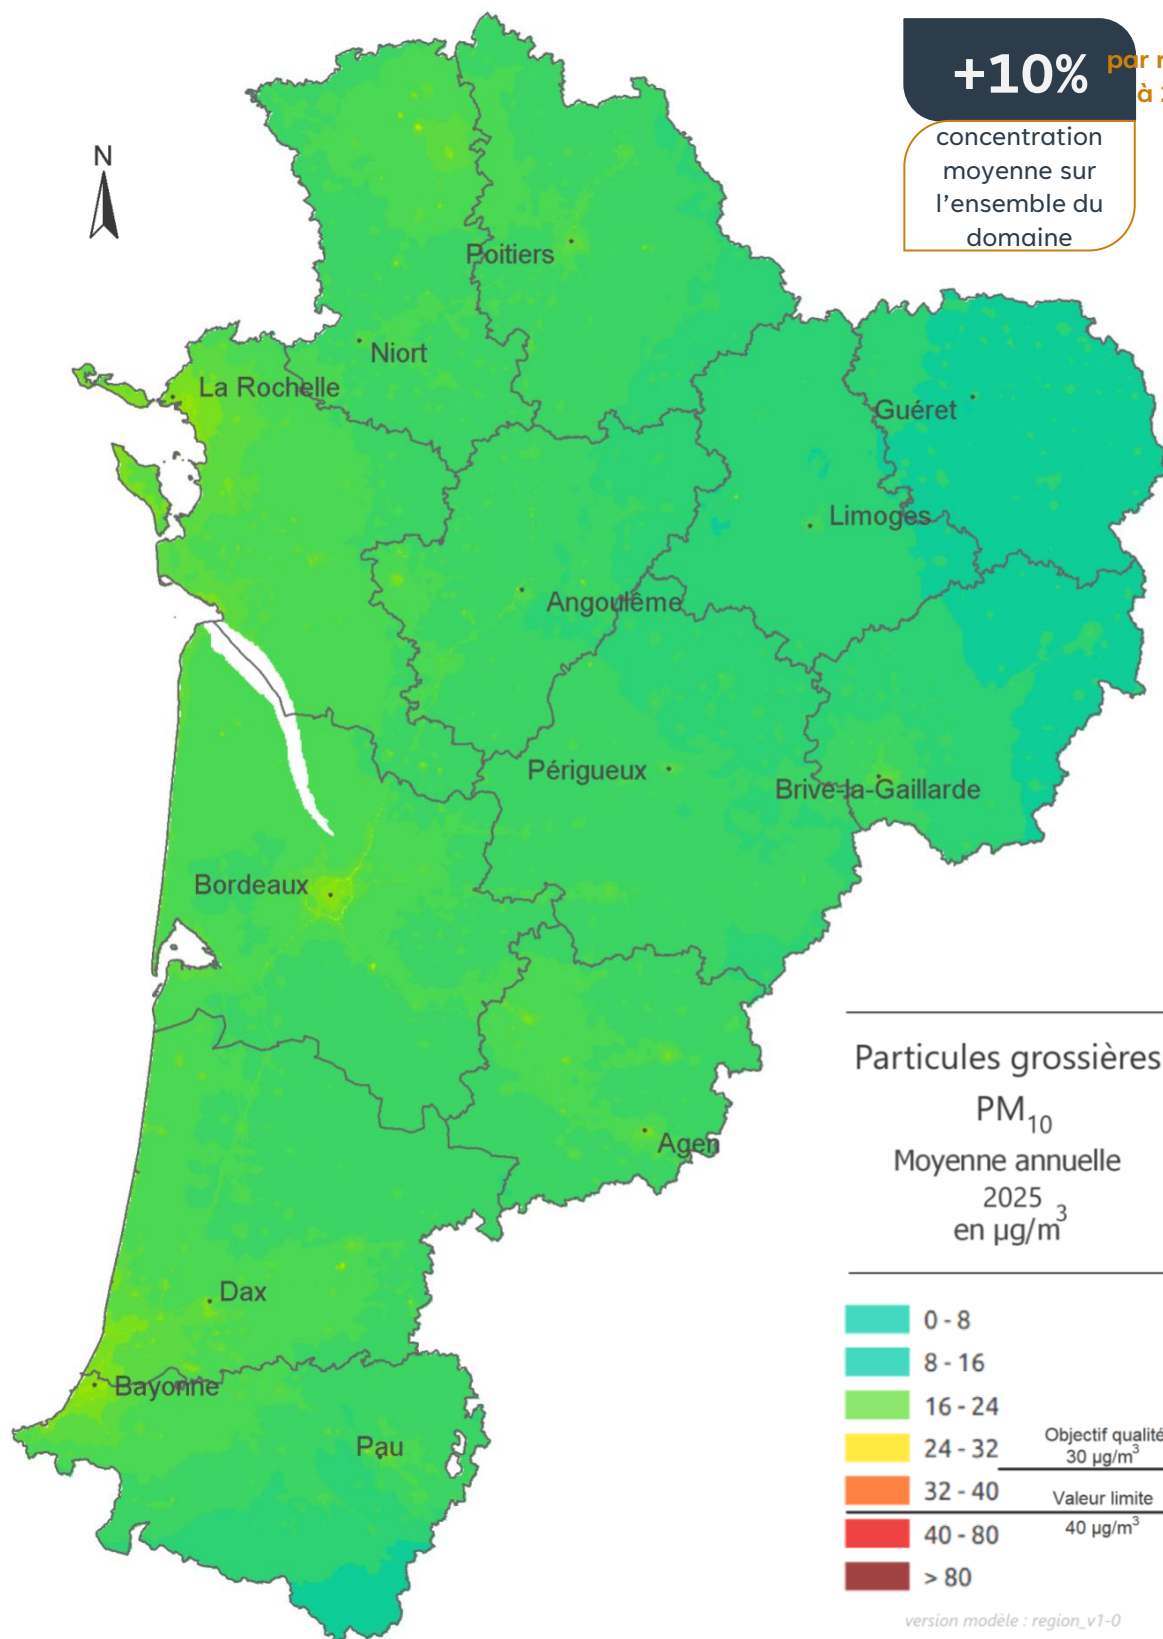 +10%
par
à
concentration
moyenne sur
l'ensemble du
domaine
N
Poitiers
Niort
La Rochelle
Guéret
Limoges
Angoulême
Périgueux
Brive-la-Gaillarde
Bordeaux
Agen
Dax
Bayonne
Pau
Particules grossières
PM10
Moyenne annuelle
2025
en µg/m3
0 - 8
8 - 16
16 - 24
24 - 32
Objectif qualité
30 µg/m3
32 - 40
Valeur limite
40 µg/m3
40 - 80
> 80
version modèle : region_v1-0